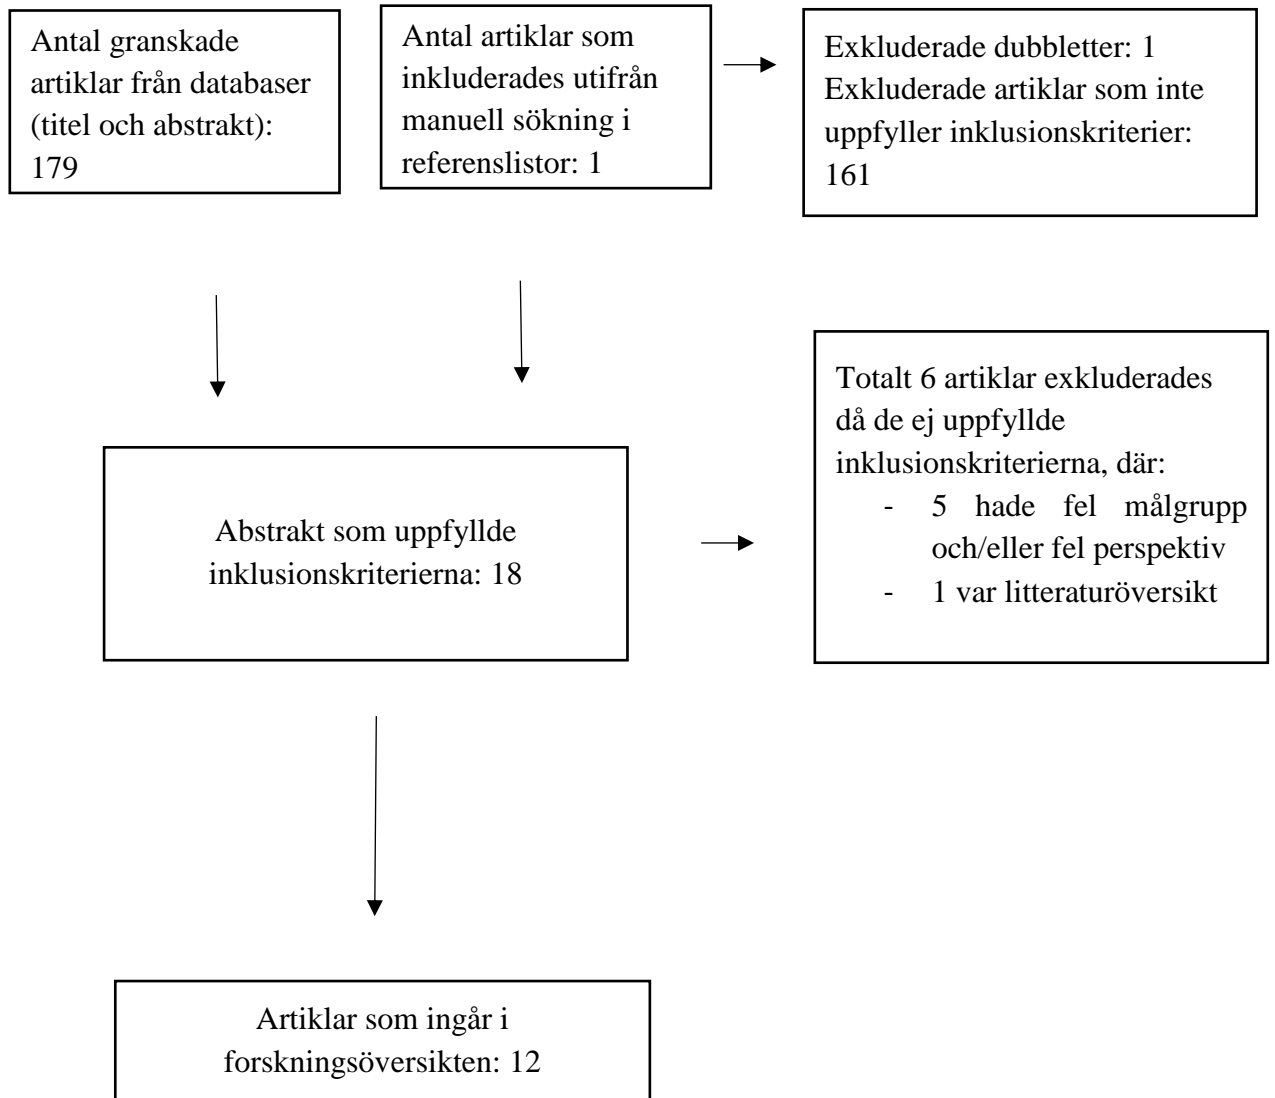 Antal granskade
artiklar från databaser
(titel och abstrakt):
179
Antal artiklar som
inkluderades utifrån
manuell sökning i
referenslistor: 1
Exkluderade dubbletter: 1
Exkluderade artiklar som inte
uppfyller inklusionskriterier:
161
Abstrakt som uppfyllde
inklusionskriterierna: 18
Totalt 6 artiklar exkluderades
då de ej uppfyllde
inklusionskriterierna, där:
- 5 hade fel målgrupp
och/eller fel perspektiv
- 1 var litteraturöversikt
Artiklar som ingår i
forskningsöversikten: 12